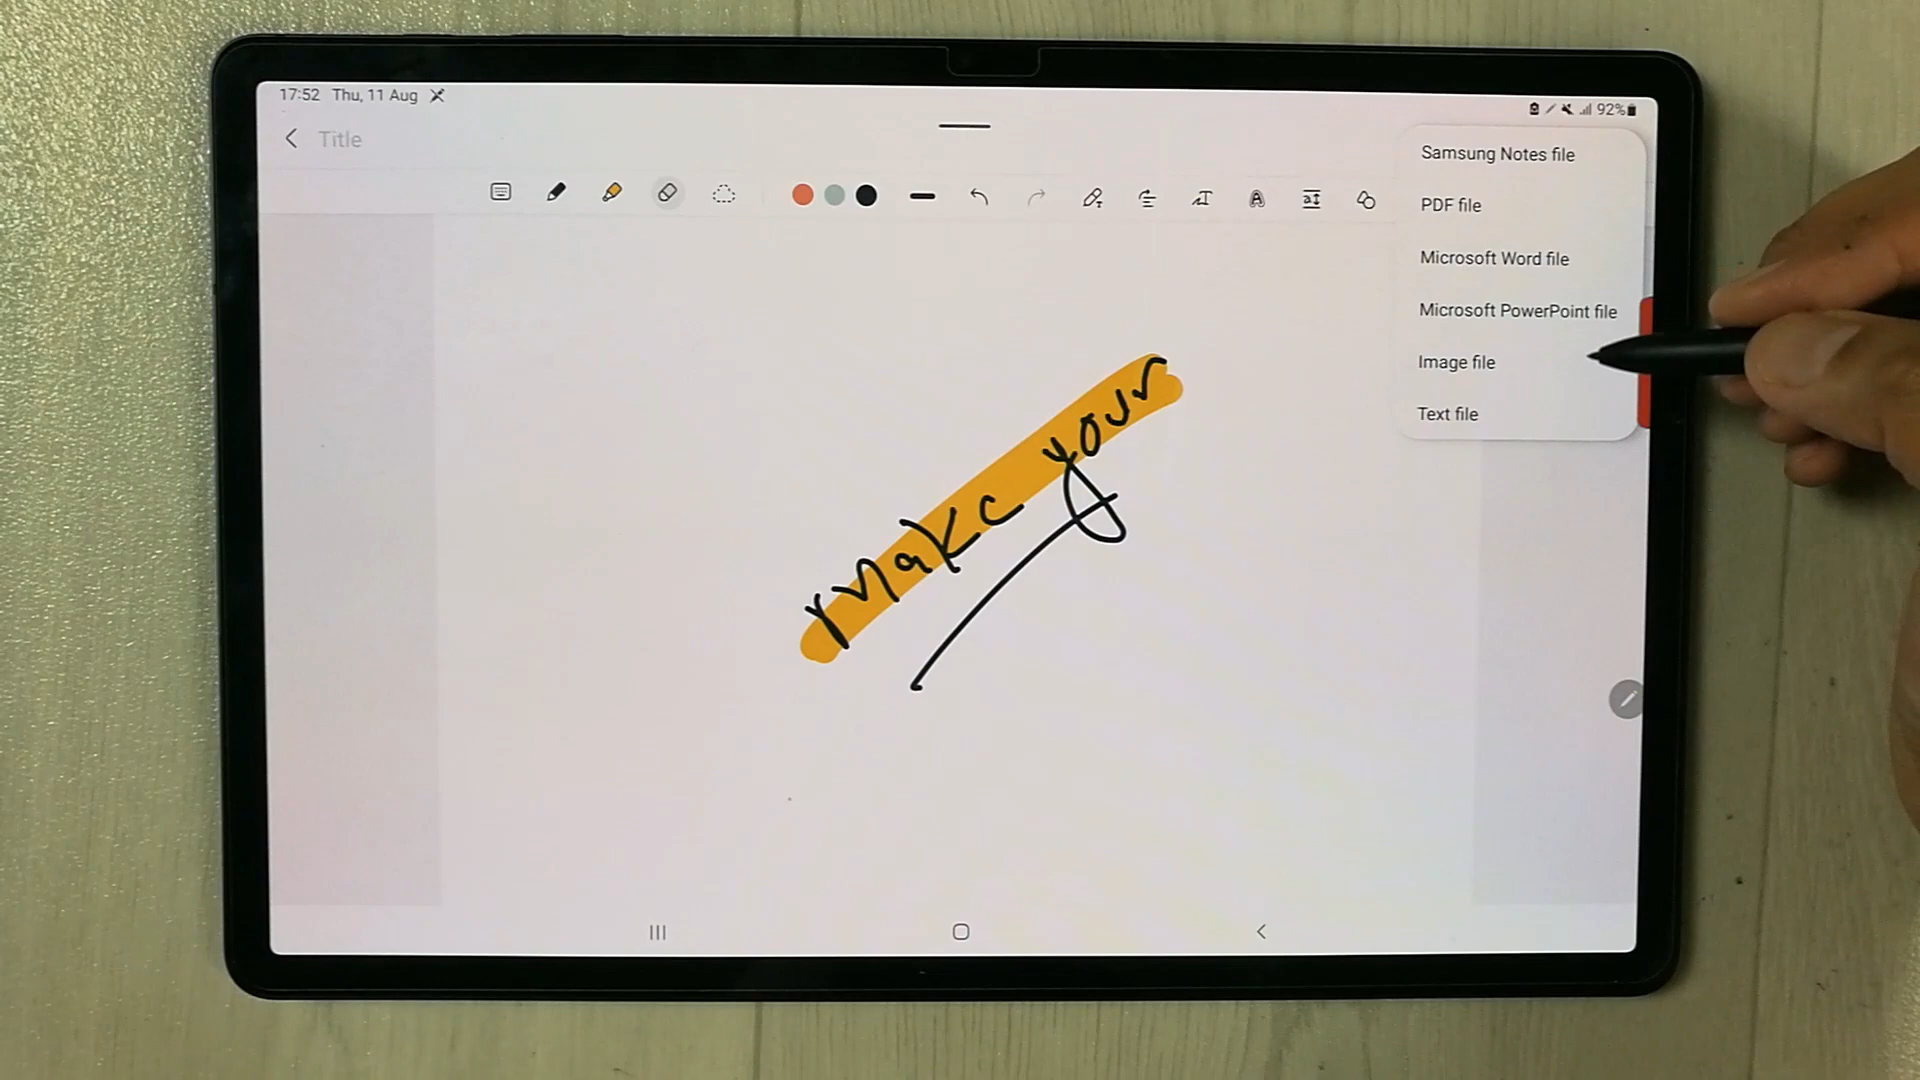 17:52 Thu, 11 Aug
92%
Title
Samsung Notes file
PDF file
Microsoft Word file
Microsoft PowerPoint file
Image file
Text file
make your